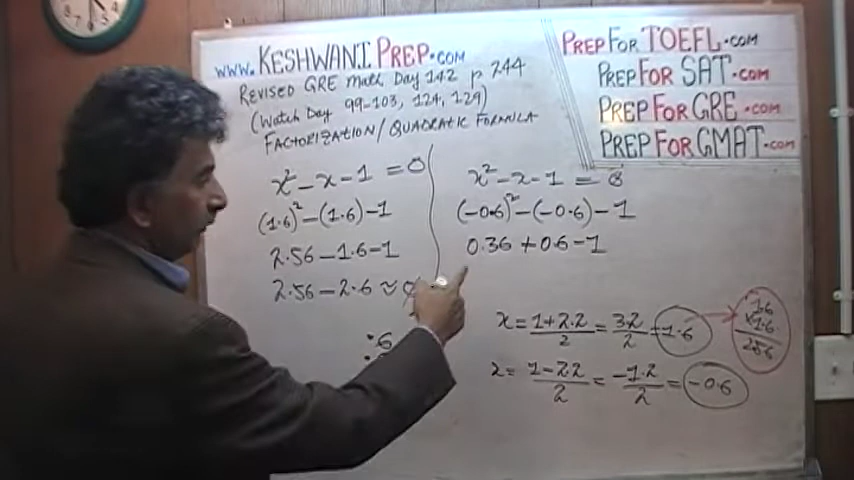 www.KESHWANI PREP.COM
REVISED GRE Math Day 142 p 244
(Watch Day 99-103, 124, 129)
FACTORIZATION/QUADRATIC FORMULA
PREP FOR TOEFL.com
PREP FOR SAT.com
PREP FOR GRE.com
PREP FOR GMAT.com
x² - x - 1 = 0
(1.6)² - (1.6) - 1
2.56 - 1.6 - 1
2.56 - 2.6 ≈
.6
x² - x - 1 = 0
(-0.6)² - (-0.6) - 1
0.36 + 0.6 - 1
x = 1+2.2/2 = 3.2/2 = 1.6
x = 1-2.2/2 = -1.2/2 = -0.6
1.6
x1.6
2.56